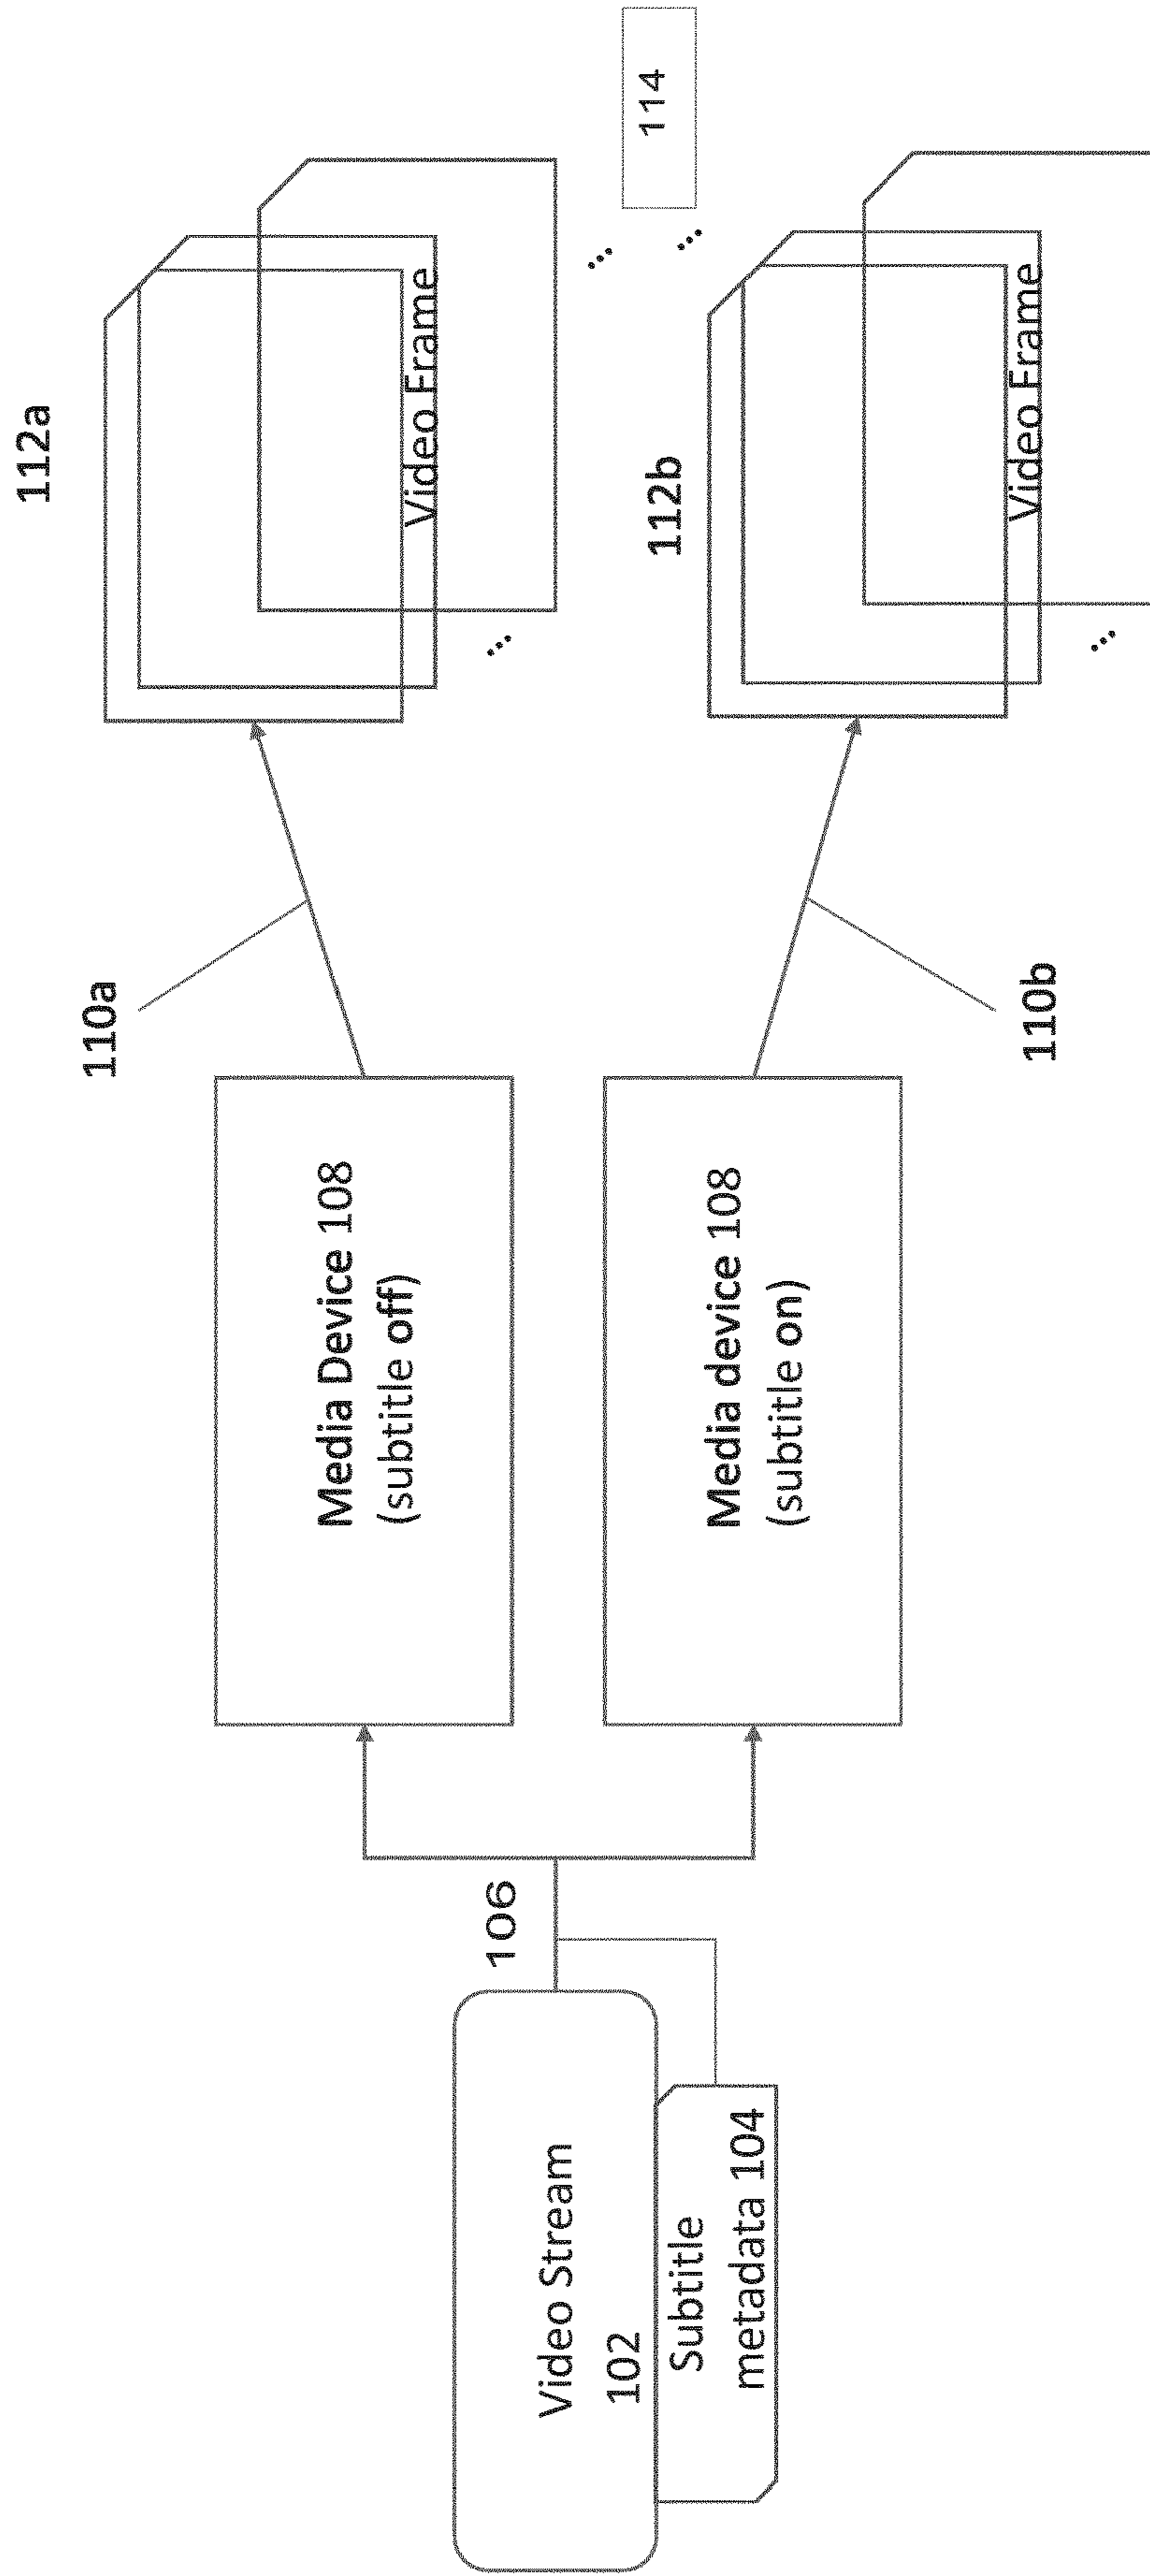 Video Stream
102
Subtitle
metadata 104
106
Media Device 108
(subtitle off)
Media device 108
(subtitle on)
110a
110b
112a
Video Frame
112b
Video Frame
114